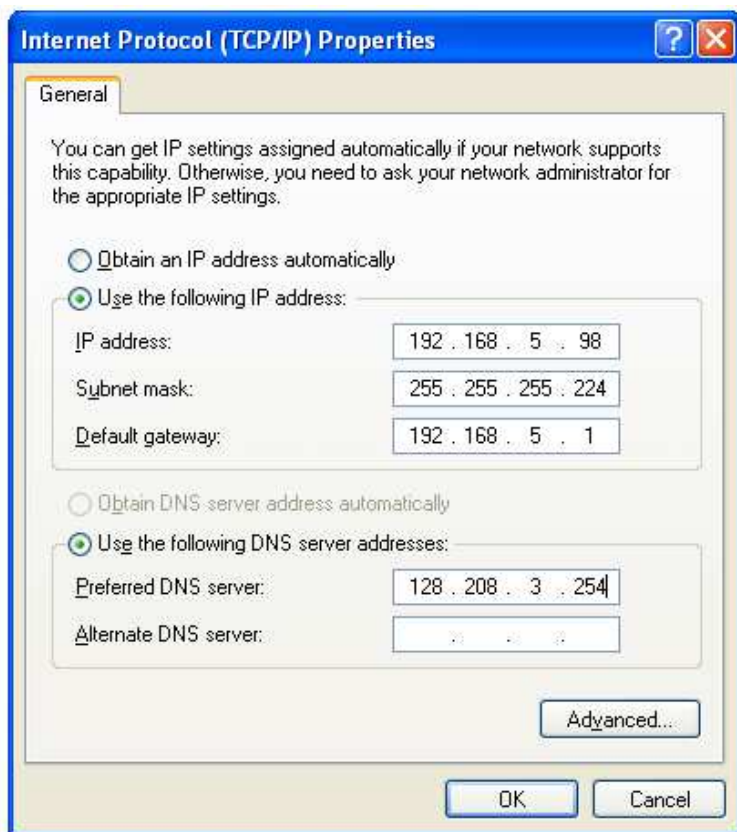 Internet Protocol (TCP/IP) Properties
General
You can get IP settings assigned automatically if your network supports
this capability. Otherwise, you need to ask your network administrator for
the appropriate IP settings.
Obtain an IP address automatically
Use the following IP address:
IP address: 192 . 168 . 5 . 98
Subnet mask: 255 . 255 . 255 . 224
Default gateway: 192 . 168 . 5 . 1
Obtain DNS server address automatically
Use the following DNS server addresses:
Preferred DNS server: 128 . 208 . 3 . 254
Alternate DNS server: . . .
Advanced...
OK Cancel